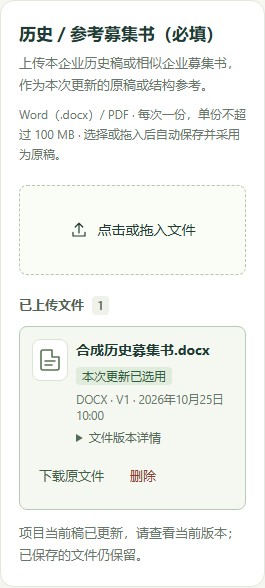 历史 / 参考募集书（必填）
上传本企业历史稿或相似企业募集书，
作为本次更新的原稿或结构参考。
Word（.docx）/ PDF · 每次一份，单份不超
过 100 MB · 选择或拖入后自动保存并采用
为原稿。
点击或拖入文件
已上传文件 1
合成历史募集书.docx
本次更新已选用
DOCX · V1 · 2026年10月25日
10:00
▶ 文件版本详情
下载原文件 删除
项目当前稿已更新，请查看当前版本；
已保存的文件仍保留。